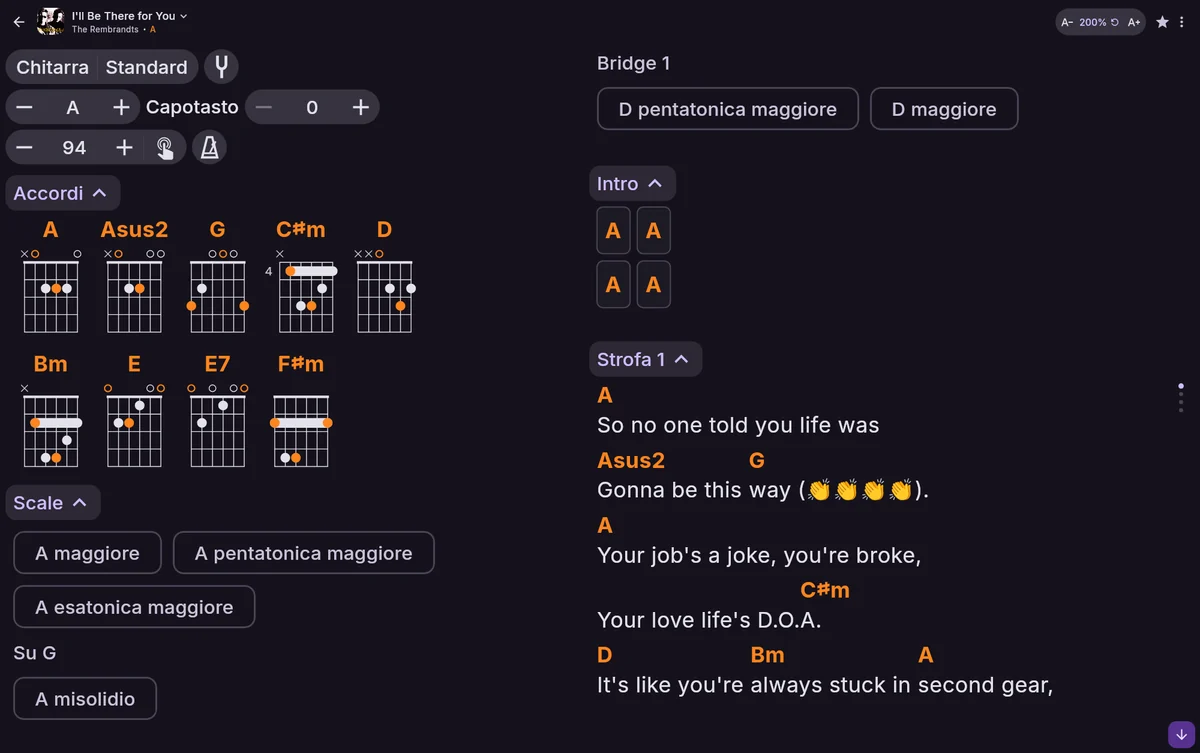 I'll Be There for You
The Rembrandts • A
A- 200% A+
Chitarra Standard
− A + Capotasto − 0 +
− 94 +
Accordi
A Asus2 G C#m D
4
Bm E E7 F#m
Scale
A maggiore A pentatonica maggiore
A esatonica maggiore
Su G
A misolidio
Bridge 1
D pentatonica maggiore D maggiore
Intro
A A
A A
Strofa 1
A
So no one told you life was
Asus2 G
Gonna be this way (👏👏👏👏).
A
Your job's a joke, you're broke,
C#m
Your love life's D.O.A.
D Bm A
It's like you're always stuck in second gear,